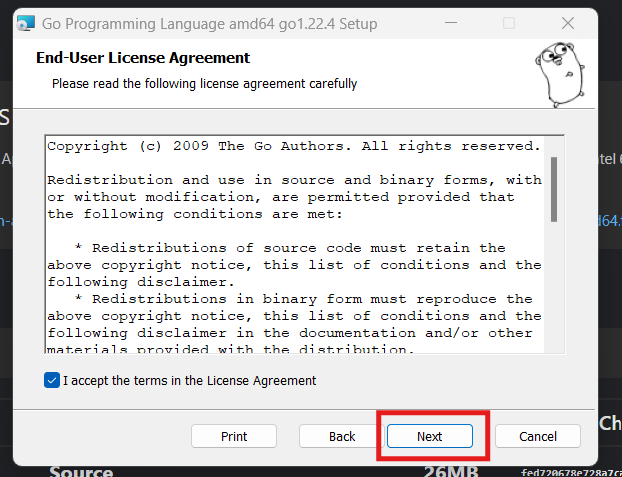 Go Programming Language amd64 go1.22.4 Setup
End-User License Agreement
Please read the following license agreement carefully
Copyright (c) 2009 The Go Authors. All rights reserved.
Redistribution and use in source and binary forms, with
or without modification, are permitted provided that
the following conditions are met:
* Redistributions of source code must retain the
above copyright notice, this list of conditions and the
following disclaimer.
* Redistributions in binary form must reproduce the
above copyright notice, this list of conditions and the
following disclaimer in the documentation and/or other
materials provided with the distribution.
I accept the terms in the License Agreement
Print
Back
Next
Cancel
Source
26MB